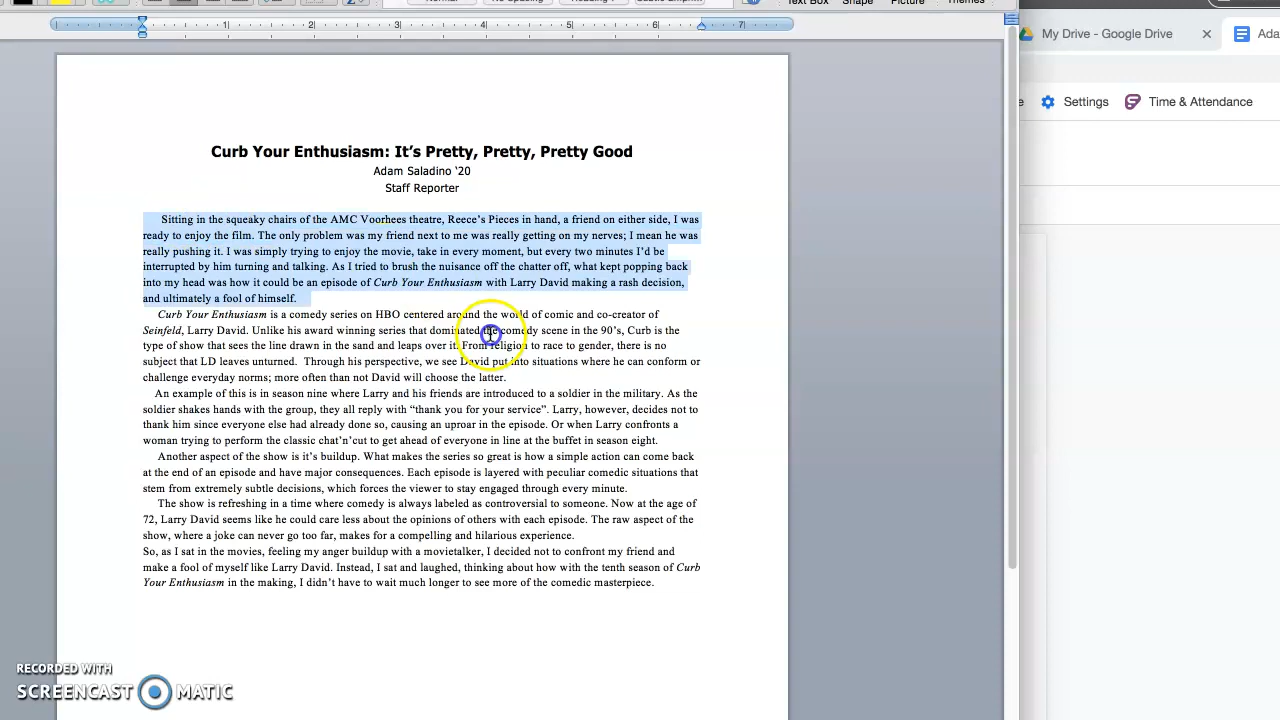 Normal
No Spacing
Heading 1
Text Box
Shape
Picture
Themes
1
2
3
4
5
6
7
My Drive - Google Drive
Ada
e
Settings
Time & Attendance
Curb Your Enthusiasm: It’s Pretty, Pretty, Pretty Good
Adam Saladino ‘20
Staff Reporter
Sitting in the squeaky chairs of the AMC Voorhees theatre, Reece’s Pieces in hand, a friend on either side, I was
ready to enjoy the film. The only problem was my friend next to me was really getting on my nerves; I mean he was
really pushing it. I was simply trying to enjoy the movie, take in every moment, but every two minutes I’d be
interrupted by him turning and talking. As I tried to brush the nuisance off the chatter off, what kept popping back
into my head was how it could be an episode of Curb Your Enthusiasm with Larry David making a rash decision,
and ultimately a fool of himself.
Curb Your Enthusiasm is a comedy series on HBO centered around the world of comic and co-creator of
Seinfeld, Larry David. Unlike his award winning series that dominated comedy scene in the 90’s, Curb is the
type of show that sees the line drawn in the sand and leaps over it. From religion to race to gender, there is no
subject that LD leaves unturned. Through his perspective, we see David put into situations where he can conform or
challenge everyday norms; more often than not David will choose the latter.
An example of this is in season nine where Larry and his friends are introduced to a soldier in the military. As the
soldier shakes hands with the group, they all reply with “thank you for your service”. Larry, however, decides not to
thank him since everyone else had already done so, causing an uproar in the episode. Or when Larry confronts a
woman trying to perform the classic chat’n’cut to get ahead of everyone in line at the buffet in season eight.
Another aspect of the show is it’s buildup. What makes the series so great is how a simple action can come back
at the end of an episode and have major consequences. Each episode is layered with peculiar comedic situations that
stem from extremely subtle decisions, which forces the viewer to stay engaged through every minute.
The show is refreshing in a time where comedy is always labeled as controversial to someone. Now at the age of
72, Larry David seems like he could care less about the opinions of others with each episode. The raw aspect of the
show, where a joke can never go too far, makes for a compelling and hilarious experience.
So, as I sat in the movies, feeling my anger buildup with a movietalker, I decided not to confront my friend and
make a fool of myself like Larry David. Instead, I sat and laughed, thinking about how with the tenth season of Curb
Your Enthusiasm in the making, I didn’t have to wait much longer to see more of the comedic masterpiece.
RECORDED WITH
SCREENCAST MATIC